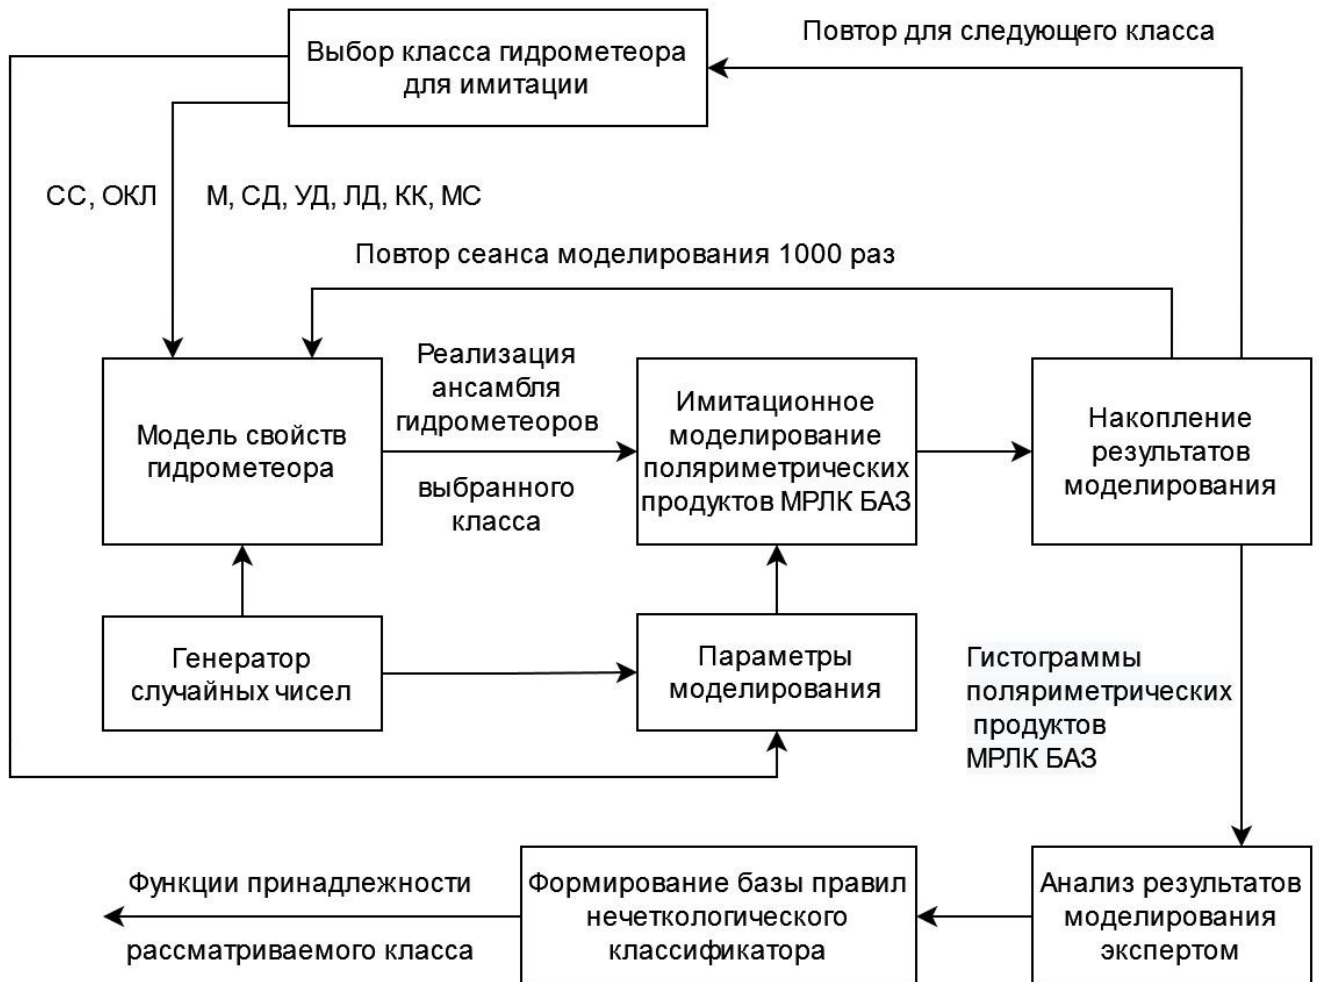 Выбор класса гидрометеора
для имитации
Повтор для следующего класса
СС, ОКЛ
М, СД, УД, ЛД, КК, МС
Повтор сеанса моделирования 1000 раз
Модель свойств
гидрометеора
Реализация
ансамбля
гидрометеоров
выбранного
класса
Имитационное
моделирование
поляриметрических
продуктов МРЛК БАЗ
Накопление
результатов
моделирования
Генератор
случайных чисел
Параметры
моделирования
Гистограммы
поляриметрических
продуктов
МРЛК БАЗ
Функции принадлежности
рассматриваемого класса
Формирование базы правил
нечеткологического
классификатора
Анализ результатов
моделирования
экспертом